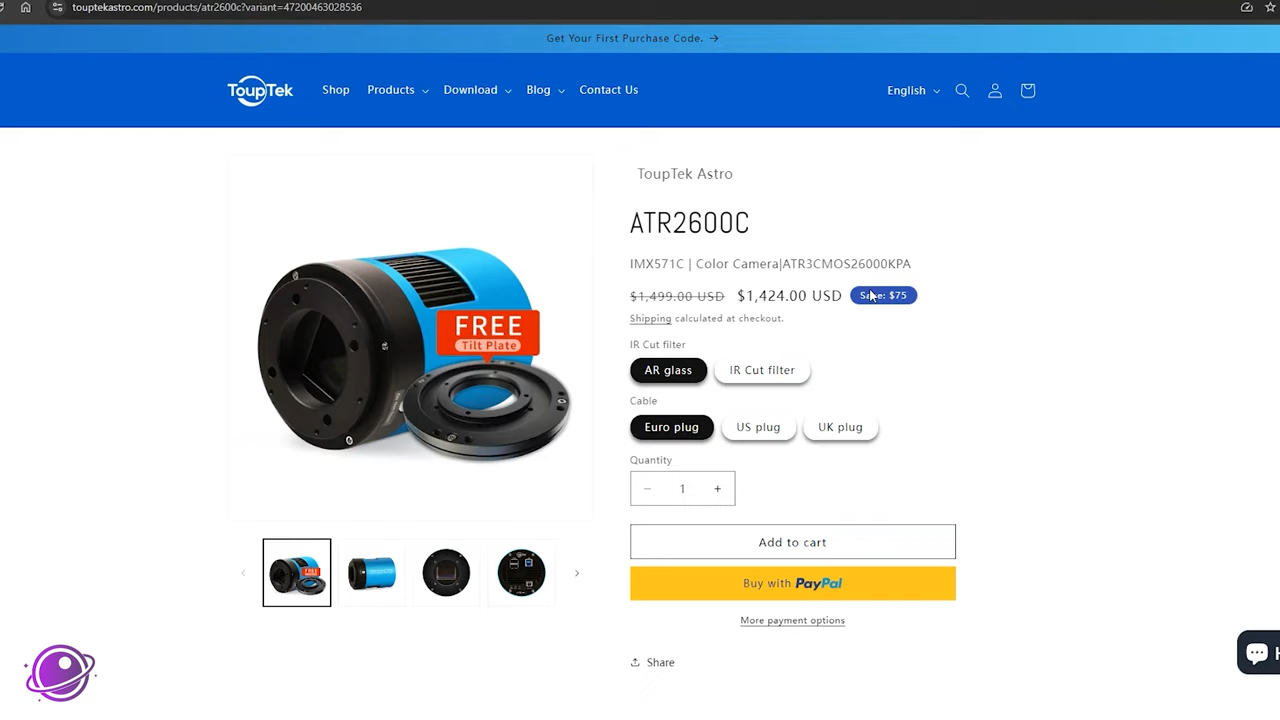 touptekastro.com/products/atr2600c?variant=47200463028536
Get Your First Purchase Code. →
ToupTek
Shop
Products
Download
Blog
Contact Us
English
ToupTek Astro
ATR2600C
IMX571C | Color Camera|ATR3CMOS26000KPA
$1,499.00 USD $1,424.00 USD
$75
Shipping calculated at checkout.
FREE
Tilt Plate
IR Cut filter
AR glass
IR Cut filter
Cable
Euro plug
US plug
UK plug
Quantity
− 1 +
Add to cart
Buy with PayPal
More payment options
Share